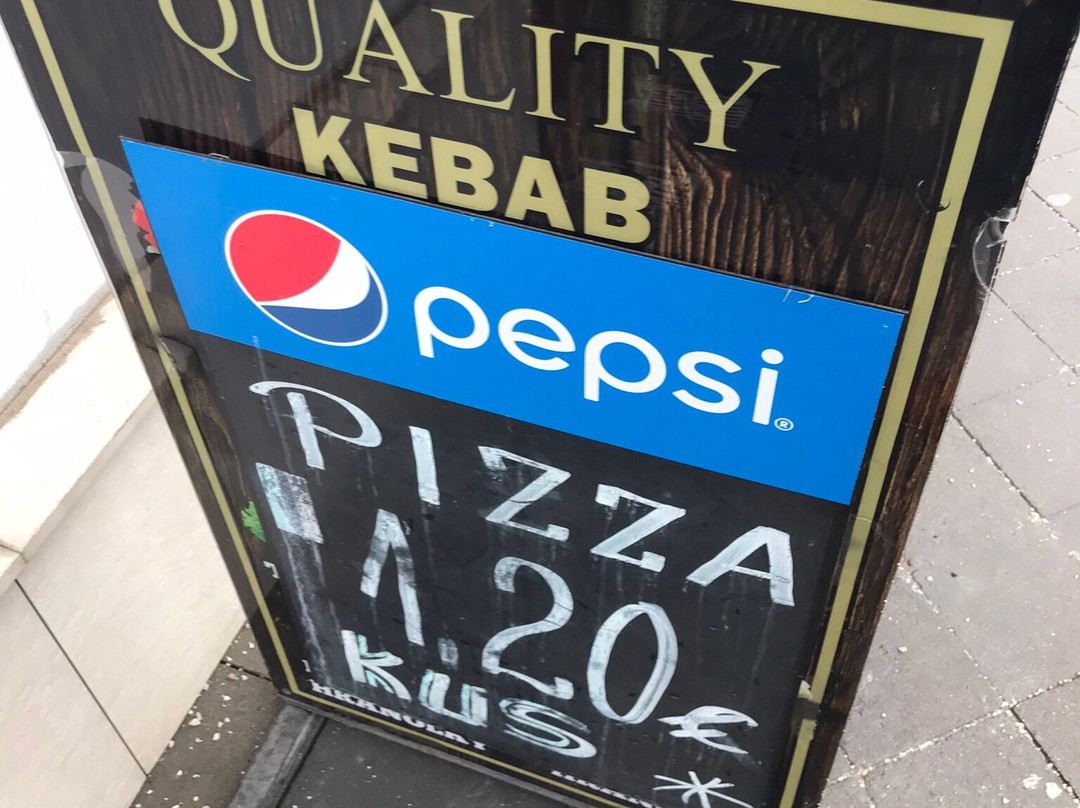 QUALITY
KEBAB
pepsi®
PIZZA
1,20€
KUS
*